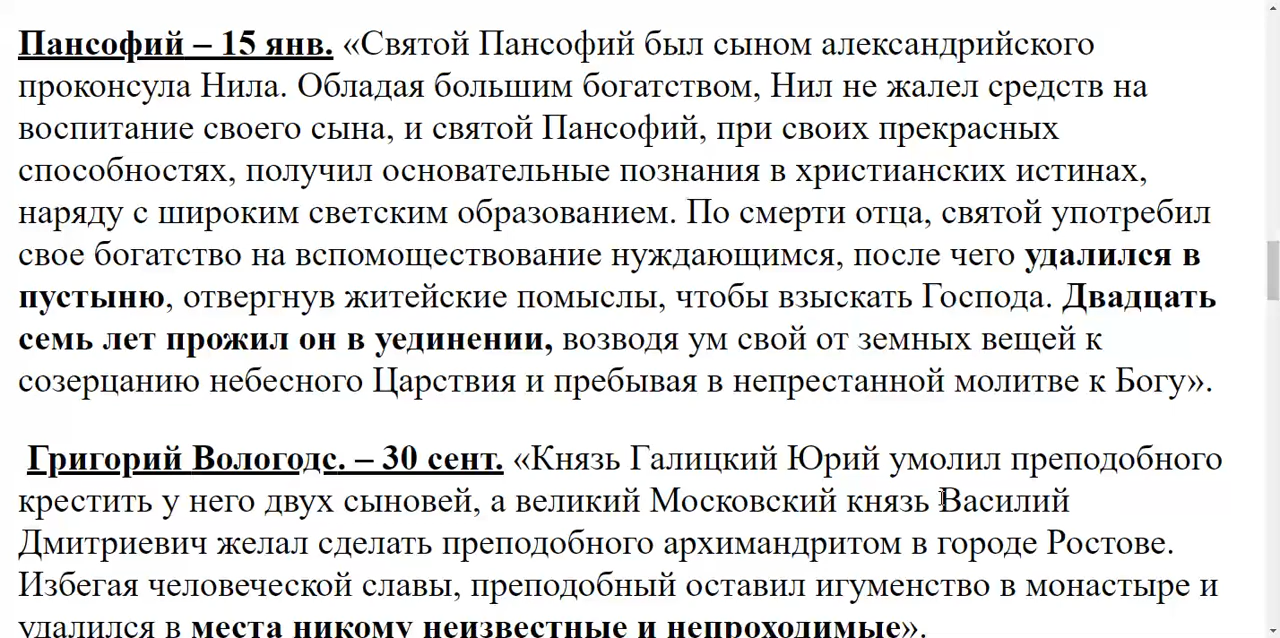 Пансофий – 15 янв. «Святой Пансофий был сыном александрийского
проконсула Нила. Обладая большим богатством, Нил не жалел средств на
воспитание своего сына, и святой Пансофий, при своих прекрасных
способностях, получил основательные познания в христианских истинах,
наряду с широким светским образованием. По смерти отца, святой употребил
свое богатство на вспомоществование нуждающимся, после чего удалился в
пустыню, отвергнув житейские помыслы, чтобы взыскать Господа. Двадцать
семь лет прожил он в уединении, возводя ум свой от земных вещей к
созерцанию небесного Царствия и пребывая в непрестанной молитве к Богу».
Григорий Вологодс. – 30 сент. «Князь Галицкий Юрий умолил преподобного
крестить у него двух сыновей, а великий Московский князь Василий
Дмитриевич желал сделать преподобного архимандритом в городе Ростове.
Избегая человеческой славы, преподобный оставил игуменство в монастыре и
удалился в места никому неизвестные и непроходимые».